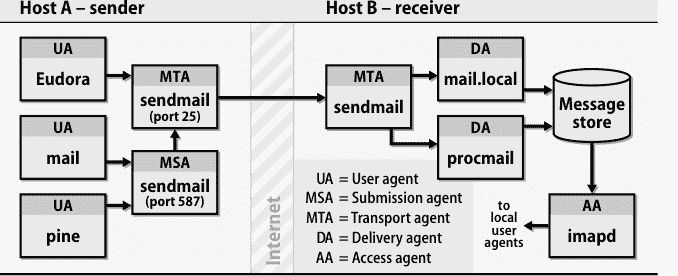 Host A – sender
Host B – receiver
UA
Eudora
MTA
sendmail
(port 25)
UA
mail
MSA
sendmail
(port 587)
UA
pine
Internet
MTA
sendmail
DA
mail.local
DA
procmail
Message
store
AA
imapd
to
local
user
agents
UA = User agent
MSA = Submission agent
MTA = Transport agent
DA = Delivery agent
AA = Access agent